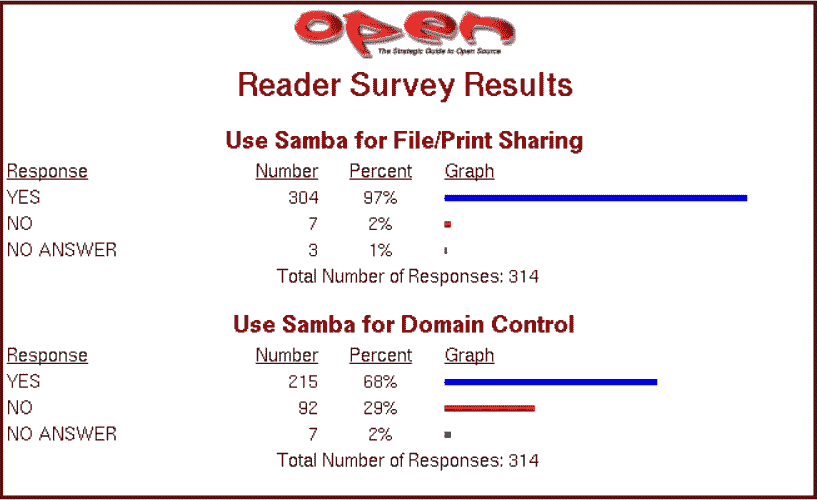 open
The Strategic Guide to Open Source
Reader Survey Results
Use Samba for File/Print Sharing
Response Number Percent Graph
YES 304 97%
NO 7 2%
NO ANSWER 3 1%
Total Number of Responses: 314
Use Samba for Domain Control
Response Number Percent Graph
YES 215 68%
NO 92 29%
NO ANSWER 7 2%
Total Number of Responses: 314